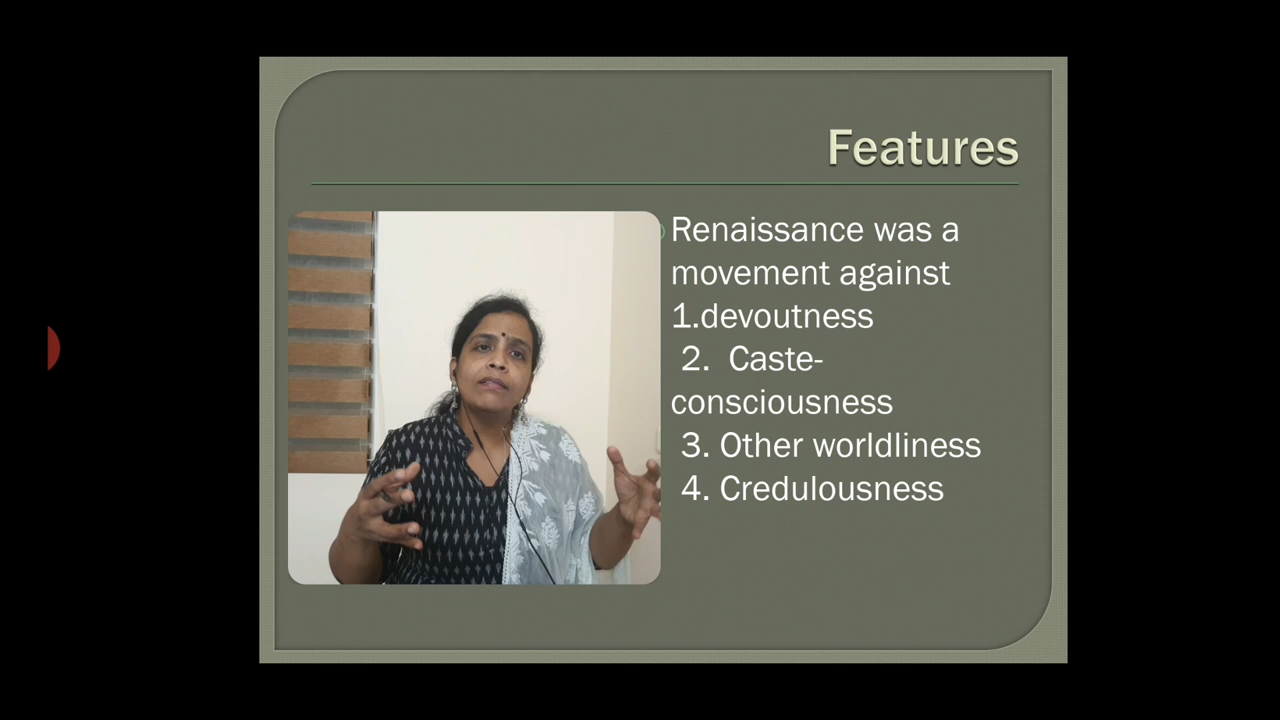 Features
Renaissance was a
movement against
1.devoutness
2. Caste-
consciousness
3. Other worldliness
4. Credulousness